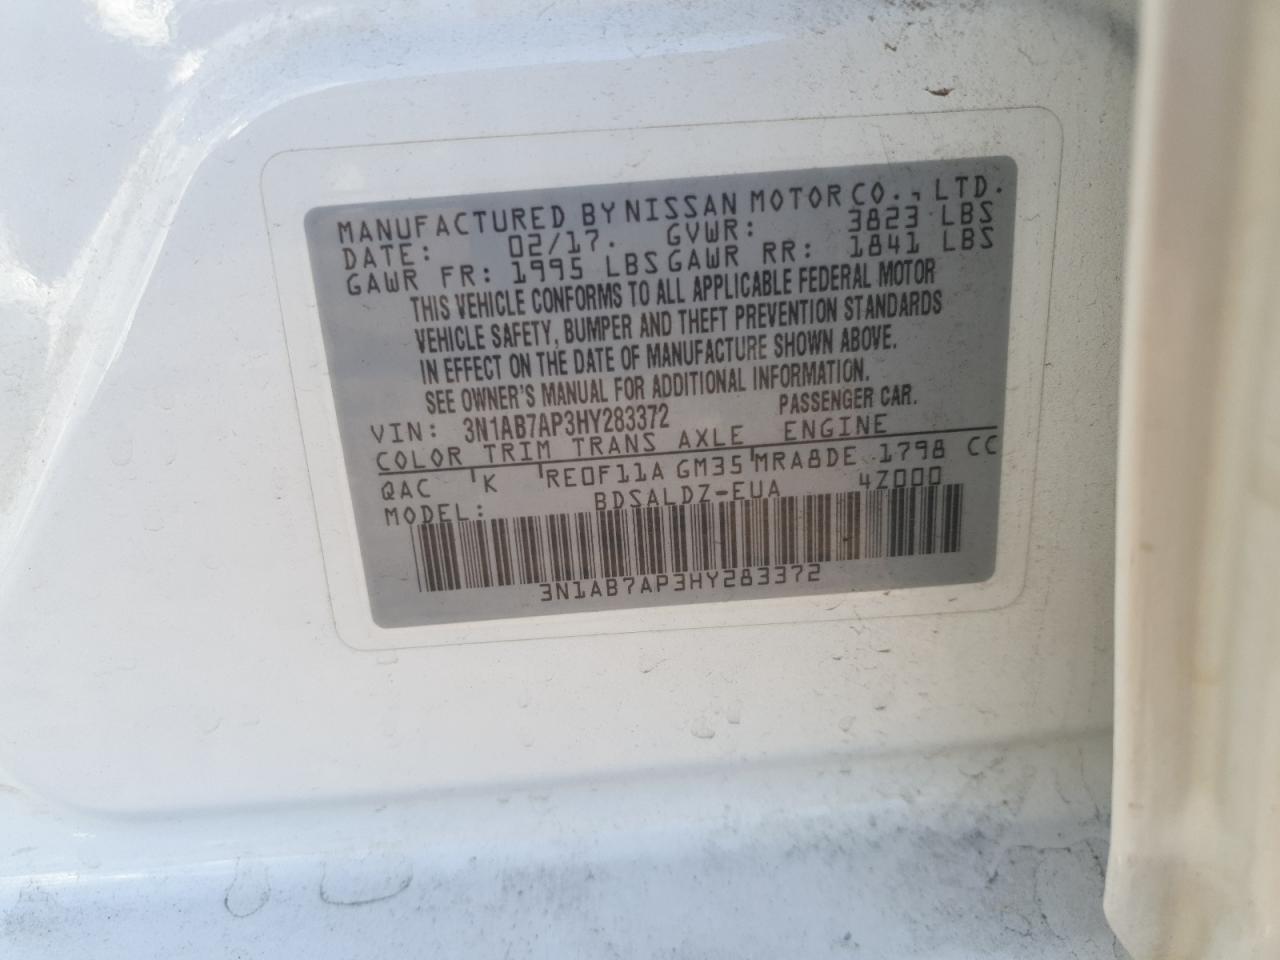 MANUFACTURED BY NISSAN MOTOR CO., LTD.
DATE: 02/17. GVWR: 3823 LBS
GAWR FR: 1995 LBS GAWR RR: 1841 LBS
THIS VEHICLE CONFORMS TO ALL APPLICABLE FEDERAL MOTOR
VEHICLE SAFETY, BUMPER AND THEFT PREVENTION STANDARDS
IN EFFECT ON THE DATE OF MANUFACTURE SHOWN ABOVE.
SEE OWNER'S MANUAL FOR ADDITIONAL INFORMATION.
VIN: 3N1AB7AP3HY283372 PASSENGER CAR.
COLOR TRIM TRANS AXLE ENGINE
QAC K RE0F11A GM35 MRA8DE 1798 CC
MODEL: BDSALDZ-EUA 4Z000
3N1AB7AP3HY283372